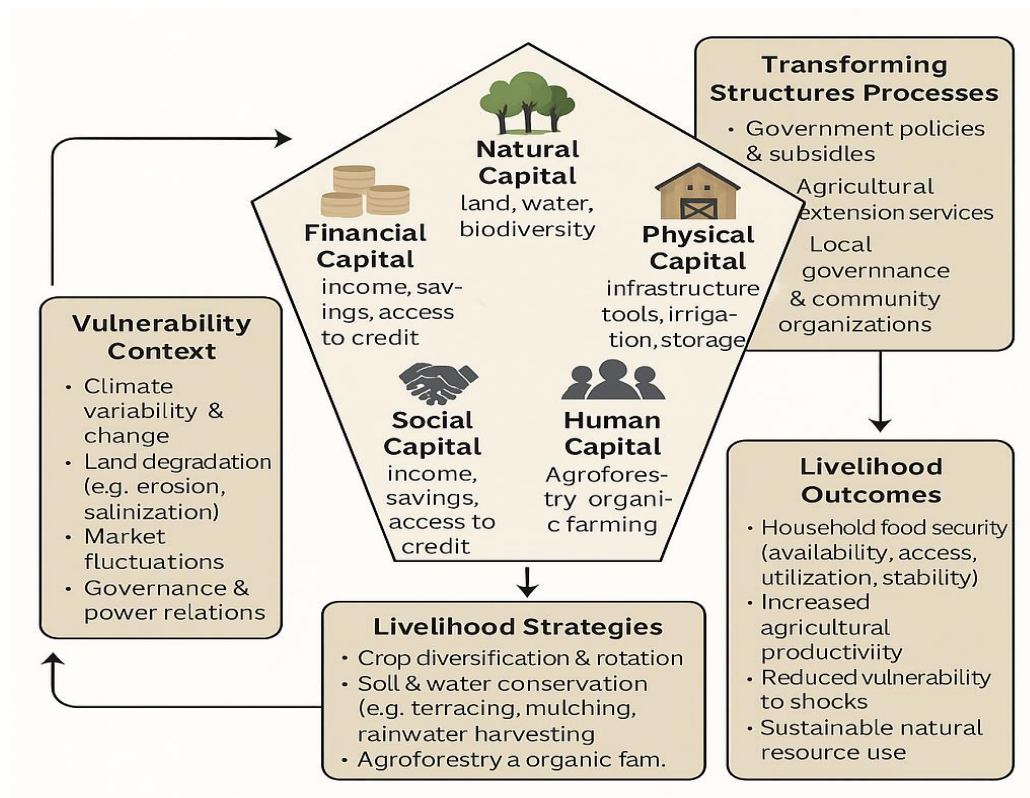 Transforming
Structures Processes
• Government policies
& subsidles
Agricultural
extension services
Local
governnance
& community
organizations
Natural
Capital
land, water,
biodiversity
Financial
Capital
income, sav-
ings, access
to credit
Physical
Capital
infrastructure
tools, irriga-
tion, storage
Social
Capital
income,
savings,
access to
credit
Human
Capital
Agrofores-
try organi-
c farming
Vulnerability
Context
• Climate
variability &
change
• Land degradation
(e.g. erosion,
salinization)
• Market
fluctuations
• Governance &
power relations
Livelihood Strategies
• Crop diversification & rotation
• Soll & water conservation
(e.g. terracing, mulching,
rainwater harvesting
• Agroforestry a organic fam.
Livelihood
Outcomes
• Household food security
(availability, access,
utilization, stability)
• Increased
agricultural
productiviity
• Reduced vulnerability
to shocks
• Sustainable natural
resource use